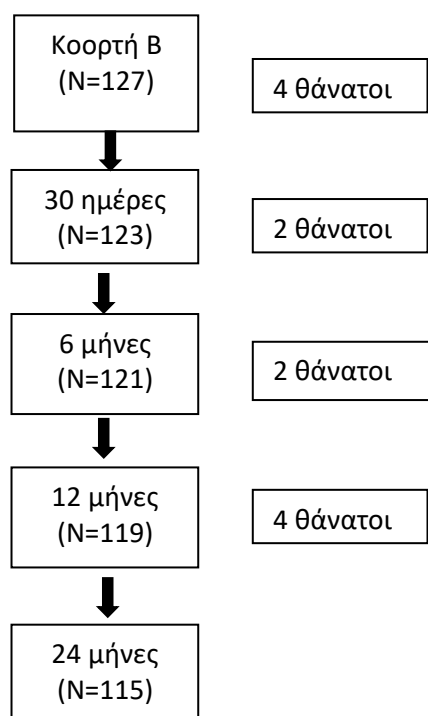 Κοορτή Β
(N=127)
4 θάνατοι
30 ημέρες
(N=123)
2 θάνατοι
6 μήνες
(N=121)
2 θάνατοι
12 μήνες
(N=119)
4 θάνατοι
24 μήνες
(N=115)